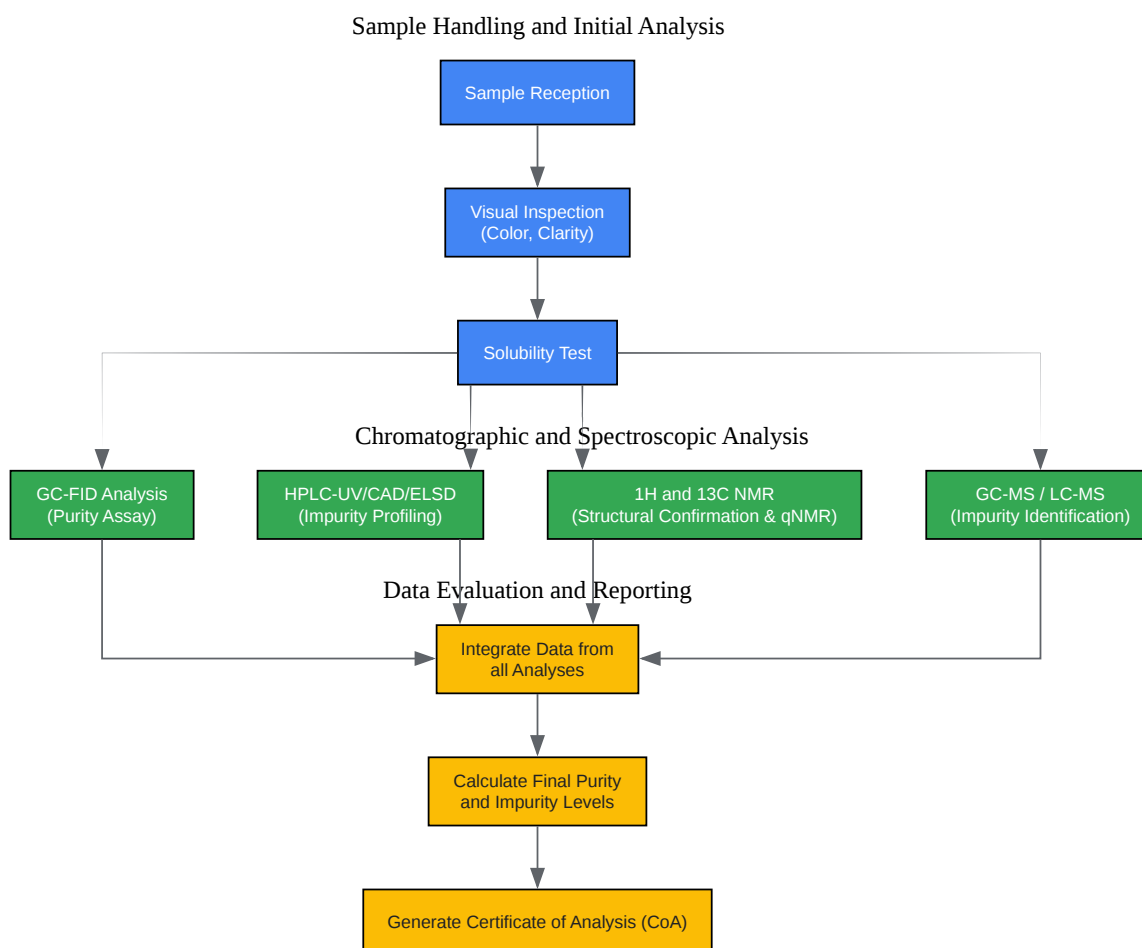 Sample Handling and Initial Analysis
Sample Reception
Visual Inspection
(Color, Clarity)
Solubility Test
Chromatographic and Spectroscopic Analysis
GC-FID Analysis
(Purity Assay)
HPLC-UV/CAD/ELSD
(Impurity Profiling)
1H and 13C NMR
(Structural Confirmation & qNMR)
GC-MS / LC-MS
(Impurity Identification)
Data Evaluation and Reporting
Integrate Data from
all Analyses
Calculate Final Purity
and Impurity Levels
Generate Certificate of Analysis (CoA)